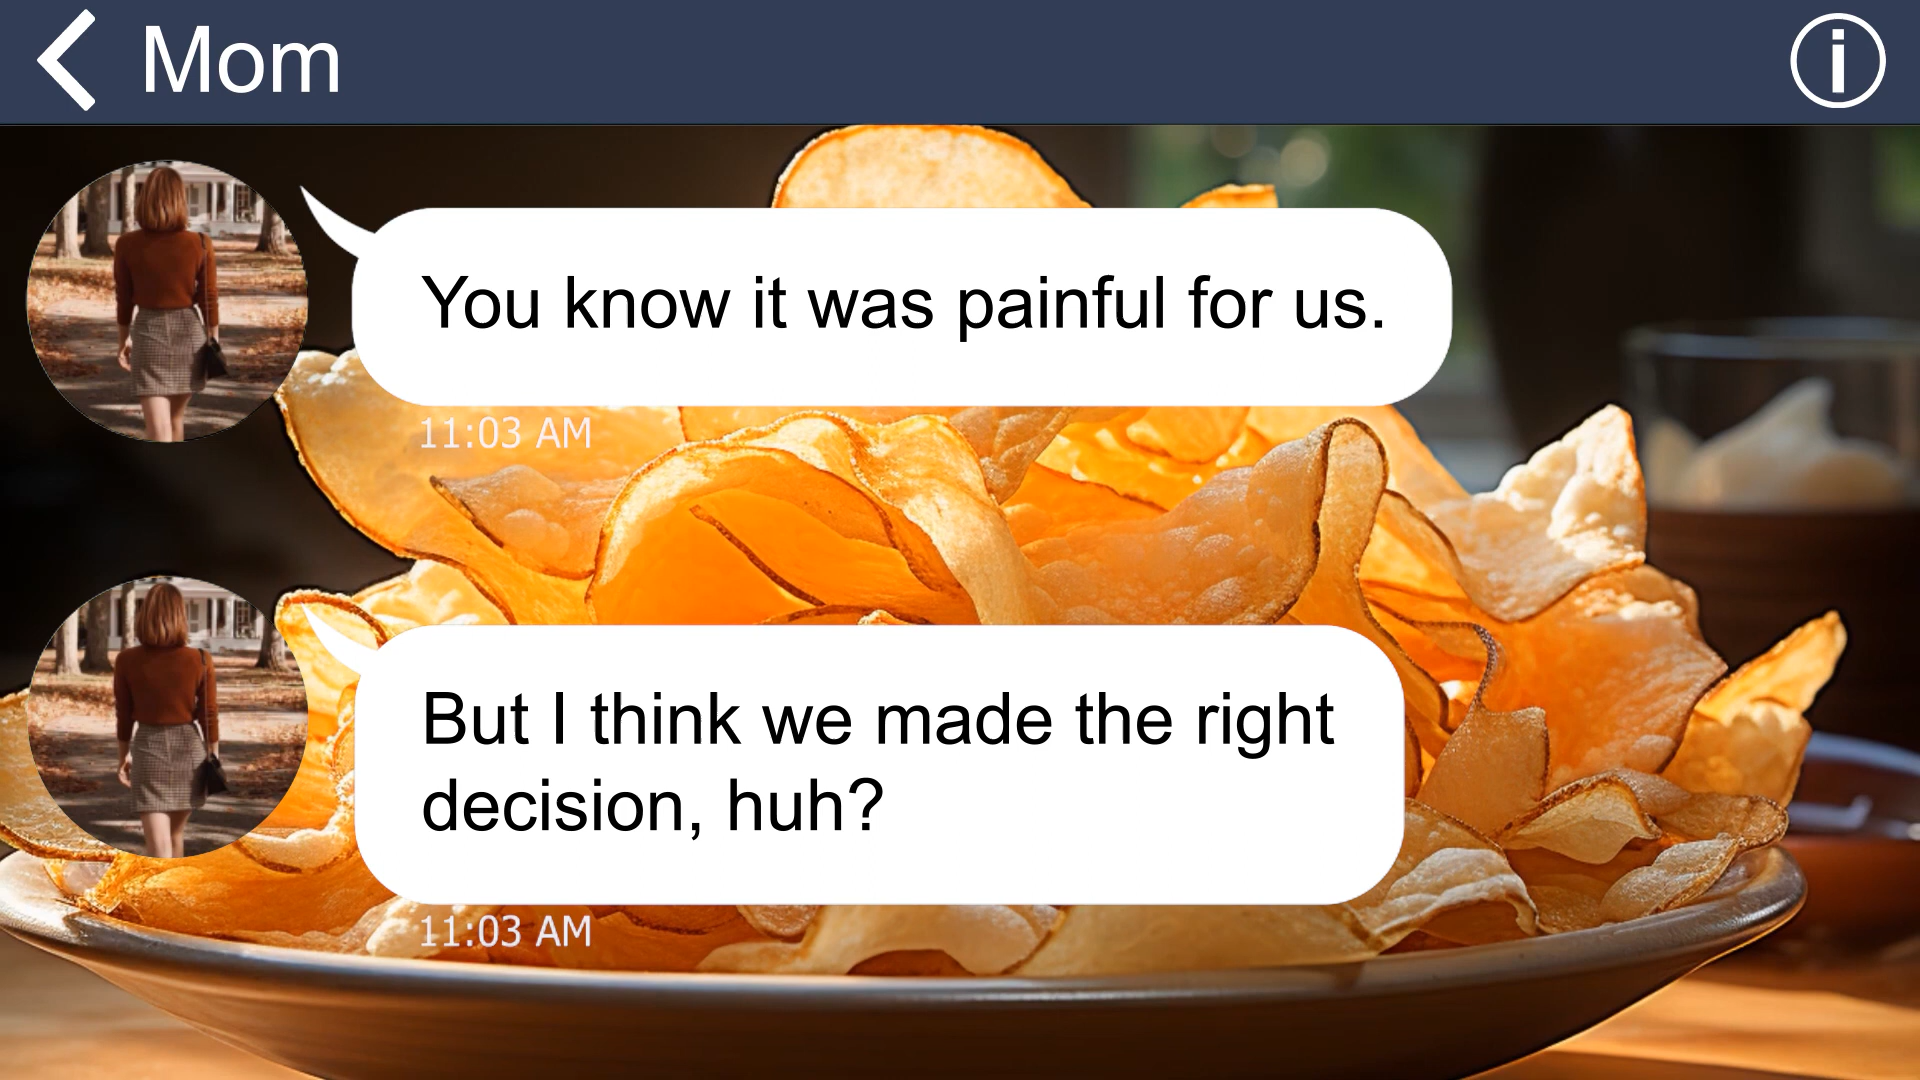 Mom
You know it was painful for us.
11:03 AM
But I think we made the right
decision, huh?
11:03 AM